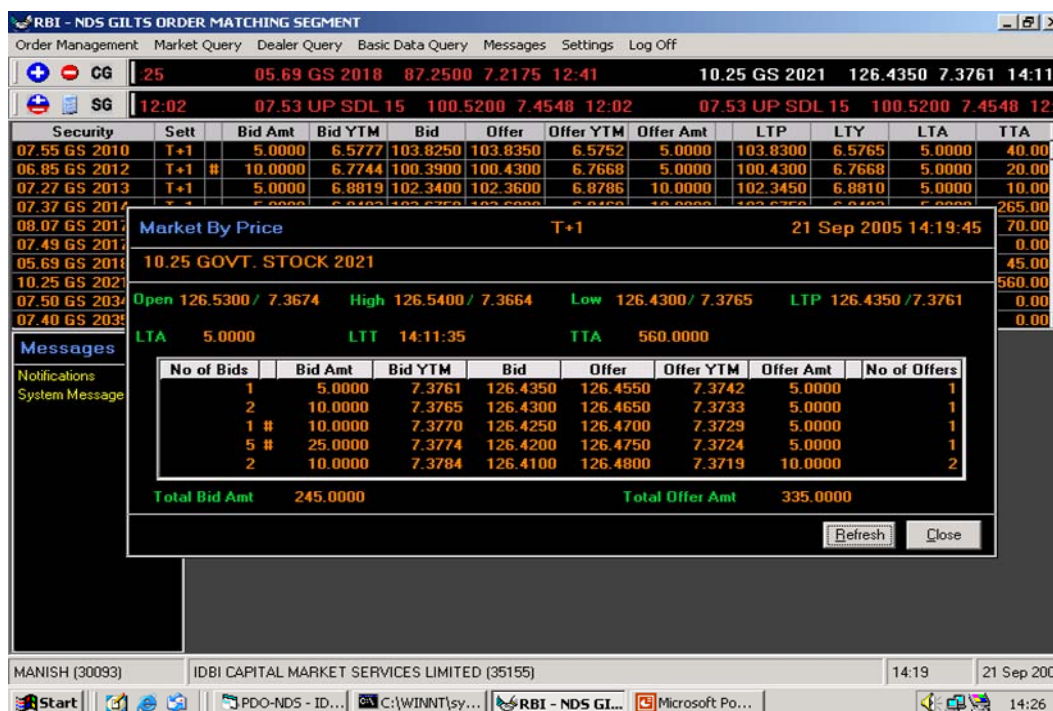 RBI - NDS GILTS ORDER MATCHING SEGMENT
Order Management Market Query Dealer Query Basic Data Query Messages Settings Log Off
CG :25 05.69 GS 2018 87.2500 7.2175 12:41 10.25 GS 2021 126.4350 7.3761 14:11
SG 12:02 07.53 UP SDL 15 100.5200 7.4548 12:02 07.53 UP SDL 15 100.5200 7.4548 12
Security Sett Bid Amt Bid YTM Bid Offer Offer YTM Offer Amt LTP LTY LTA TTA
07.55 GS 2010 T+1 5.0000 6.5777 103.8250 103.8350 6.5752 5.0000 103.8300 6.5765 5.0000 40.00
06.85 GS 2012 T+1 # 10.0000 6.7744 100.3900 100.4300 6.7668 5.0000 100.4300 6.7668 5.0000 20.00
07.27 GS 2013 T+1 5.0000 6.8819 102.3400 102.3600 6.8786 10.0000 102.3450 6.8810 5.0000 10.00
07.37 GS 2014 265.00
08.07 GS 2017 70.00
07.49 GS 2017 0.00
05.69 GS 2018 45.00
10.25 GS 2021 560.00
07.50 GS 2034 0.00
07.40 GS 2035 0.00
Market By Price T+1 21 Sep 2005 14:19:45
10.25 GOVT. STOCK 2021
Open 126.5300/ 7.3674 High 126.5400/ 7.3664 Low 126.4300/ 7.3765 LTP 126.4350 /7.3761
LTA 5.0000 LTT 14:11:35 TTA 560.0000
No of Bids Bid Amt Bid YTM Bid Offer Offer YTM Offer Amt No of Offers
1 5.0000 7.3761 126.4350 126.4550 7.3742 5.0000 1
2 10.0000 7.3765 126.4300 126.4650 7.3733 5.0000 1
1 # 10.0000 7.3770 126.4250 126.4700 7.3729 5.0000 1
5 # 25.0000 7.3774 126.4200 126.4750 7.3724 5.0000 1
2 10.0000 7.3784 126.4100 126.4800 7.3719 10.0000 2
Total Bid Amt 245.0000 Total Offer Amt 335.0000
Refresh Close
Messages
Notifications
System Message
MANISH (30093) IDBI CAPITAL MARKET SERVICES LIMITED (35155) 14:19 21 Sep 200
Start PDO-NDS - ID... C:\WINNT\sy... RBI - NDS GI... Microsoft Po... 14:26